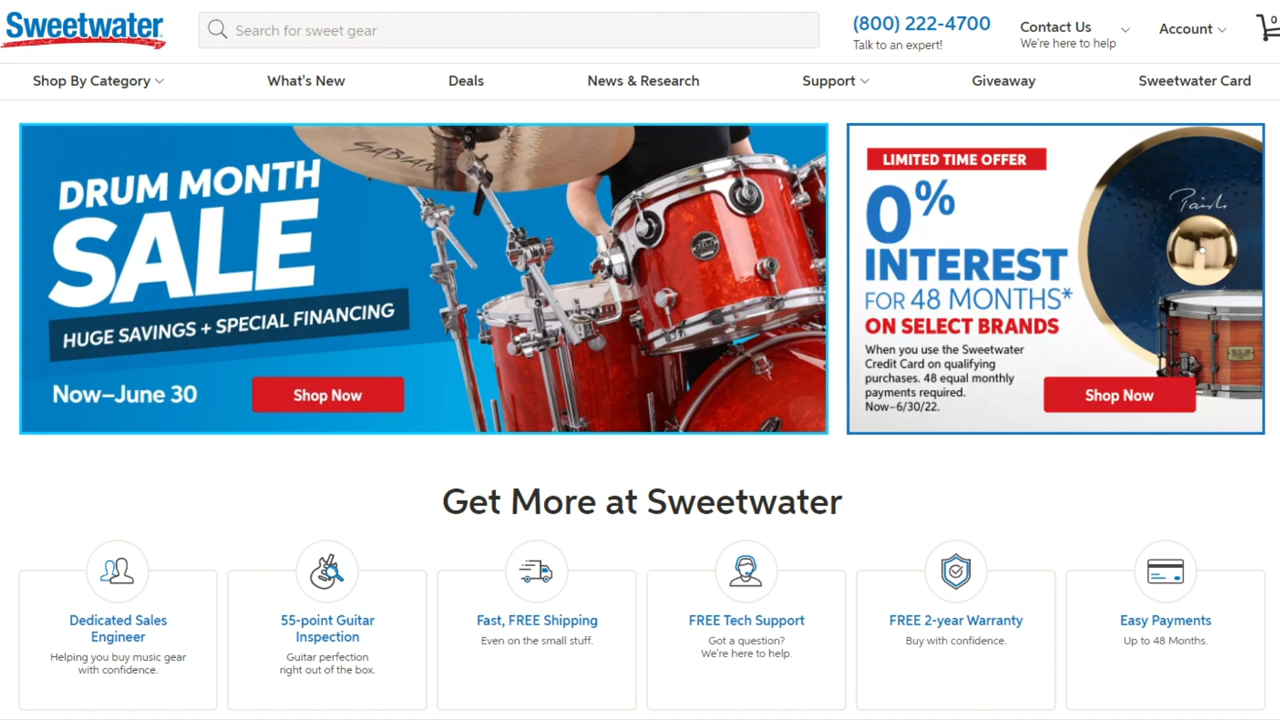 Sweetwater
Search for sweet gear
(800) 222-4700
Talk to an expert!
Contact Us
We're here to help
Account
0
Shop By Category
What's New
Deals
News & Research
Support
Giveaway
Sweetwater Card
DRUM MONTH
SALE
HUGE SAVINGS + SPECIAL FINANCING
Now–June 30
Shop Now
SABIAN
LIMITED TIME OFFER
0%
INTEREST
FOR 48 MONTHS*
ON SELECT BRANDS
When you use the Sweetwater
Credit Card on qualifying
purchases. 48 equal monthly
payments required.
Now–6/30/22.
Shop Now
Paiste
Get More at Sweetwater
Dedicated Sales
Engineer
Helping you buy music gear
with confidence.
55-point Guitar
Inspection
Guitar perfection
right out of the box.
Fast, FREE Shipping
Even on the small stuff.
FREE Tech Support
Got a question?
We're here to help.
FREE 2-year Warranty
Buy with confidence.
Easy Payments
Up to 48 Months.